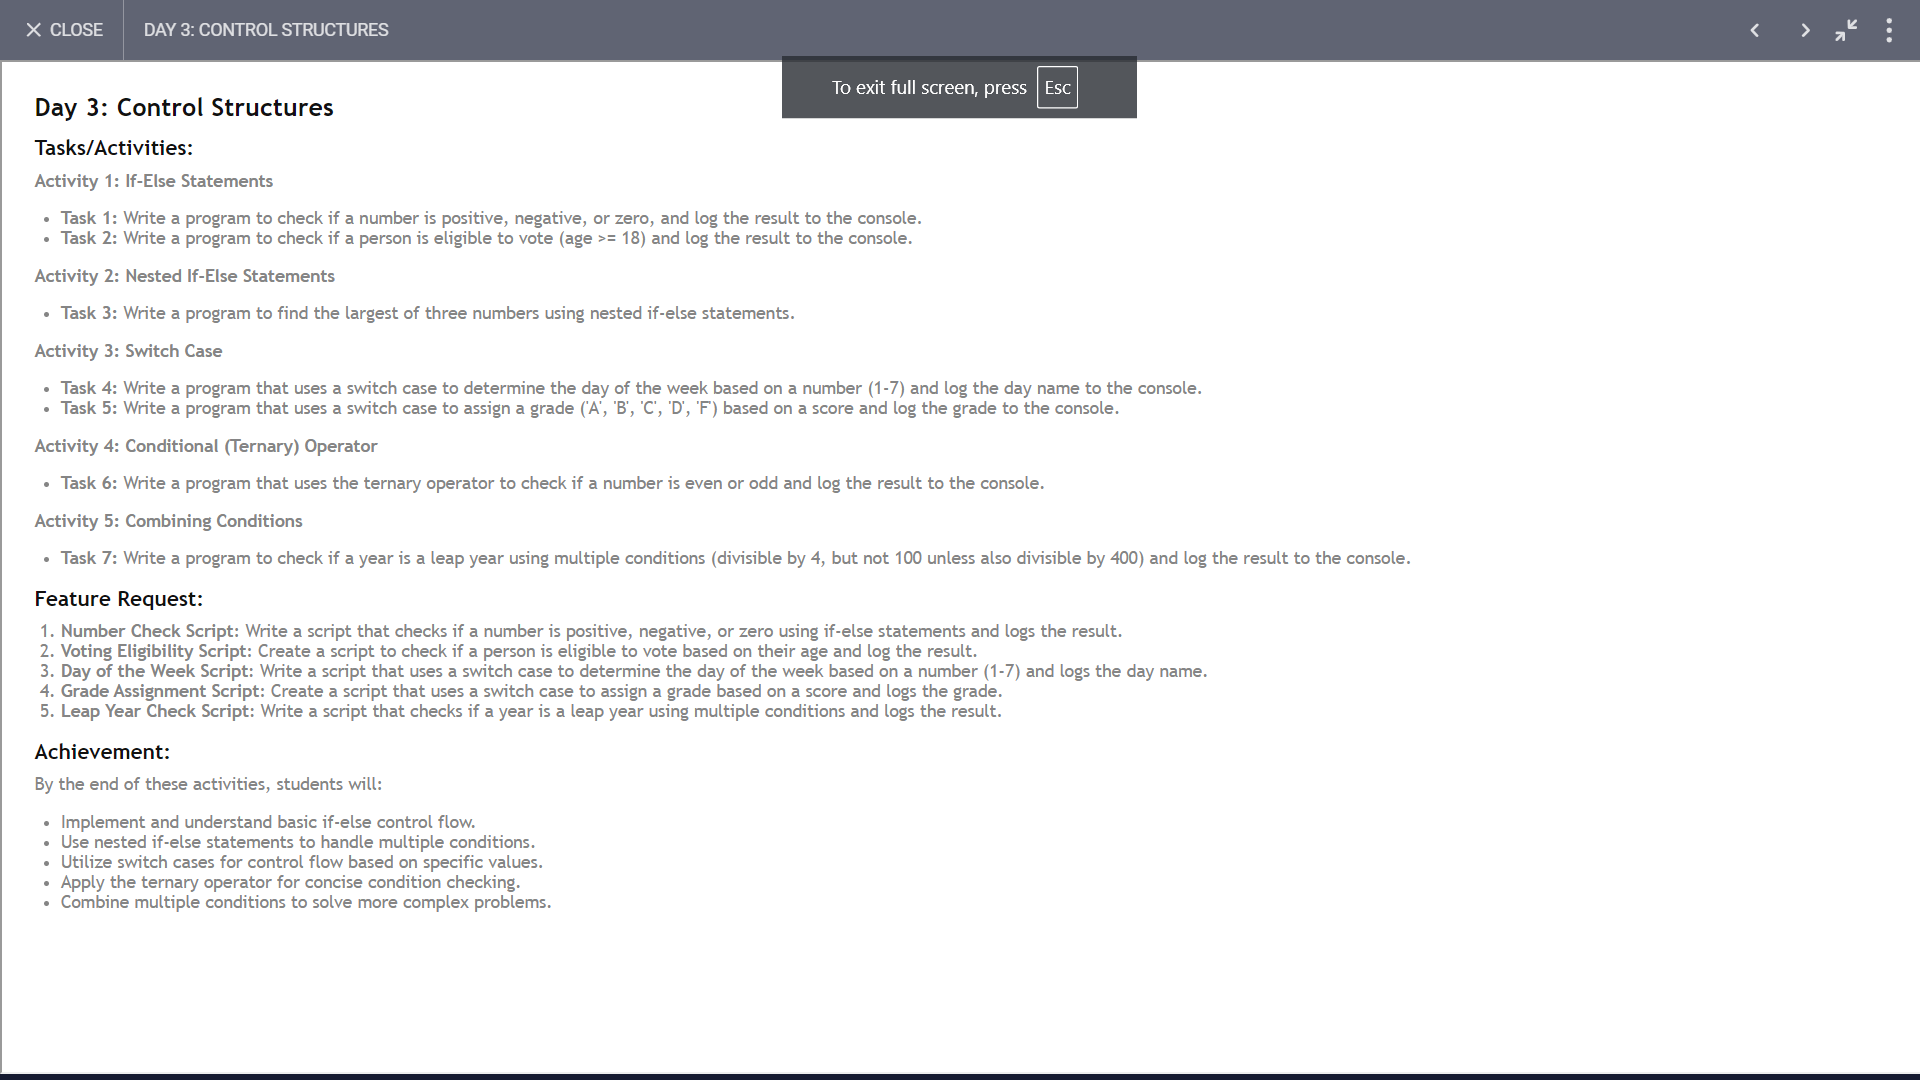 CLOSE
DAY 3: CONTROL STRUCTURES
To exit full screen, press Esc
Day 3: Control Structures
Tasks/Activities:
Activity 1: If-Else Statements
• Task 1: Write a program to check if a number is positive, negative, or zero, and log the result to the console.
• Task 2: Write a program to check if a person is eligible to vote (age >= 18) and log the result to the console.
Activity 2: Nested If-Else Statements
• Task 3: Write a program to find the largest of three numbers using nested if-else statements.
Activity 3: Switch Case
• Task 4: Write a program that uses a switch case to determine the day of the week based on a number (1-7) and log the day name to the console.
• Task 5: Write a program that uses a switch case to assign a grade ('A', 'B', 'C', 'D', 'F') based on a score and log the grade to the console.
Activity 4: Conditional (Ternary) Operator
• Task 6: Write a program that uses the ternary operator to check if a number is even or odd and log the result to the console.
Activity 5: Combining Conditions
• Task 7: Write a program to check if a year is a leap year using multiple conditions (divisible by 4, but not 100 unless also divisible by 400) and log the result to the console.
Feature Request:
1. Number Check Script: Write a script that checks if a number is positive, negative, or zero using if-else statements and logs the result.
2. Voting Eligibility Script: Create a script to check if a person is eligible to vote based on their age and log the result.
3. Day of the Week Script: Write a script that uses a switch case to determine the day of the week based on a number (1-7) and logs the day name.
4. Grade Assignment Script: Create a script that uses a switch case to assign a grade based on a score and logs the grade.
5. Leap Year Check Script: Write a script that checks if a year is a leap year using multiple conditions and logs the result.
Achievement:
By the end of these activities, students will:
• Implement and understand basic if-else control flow.
• Use nested if-else statements to handle multiple conditions.
• Utilize switch cases for control flow based on specific values.
• Apply the ternary operator for concise condition checking.
• Combine multiple conditions to solve more complex problems.